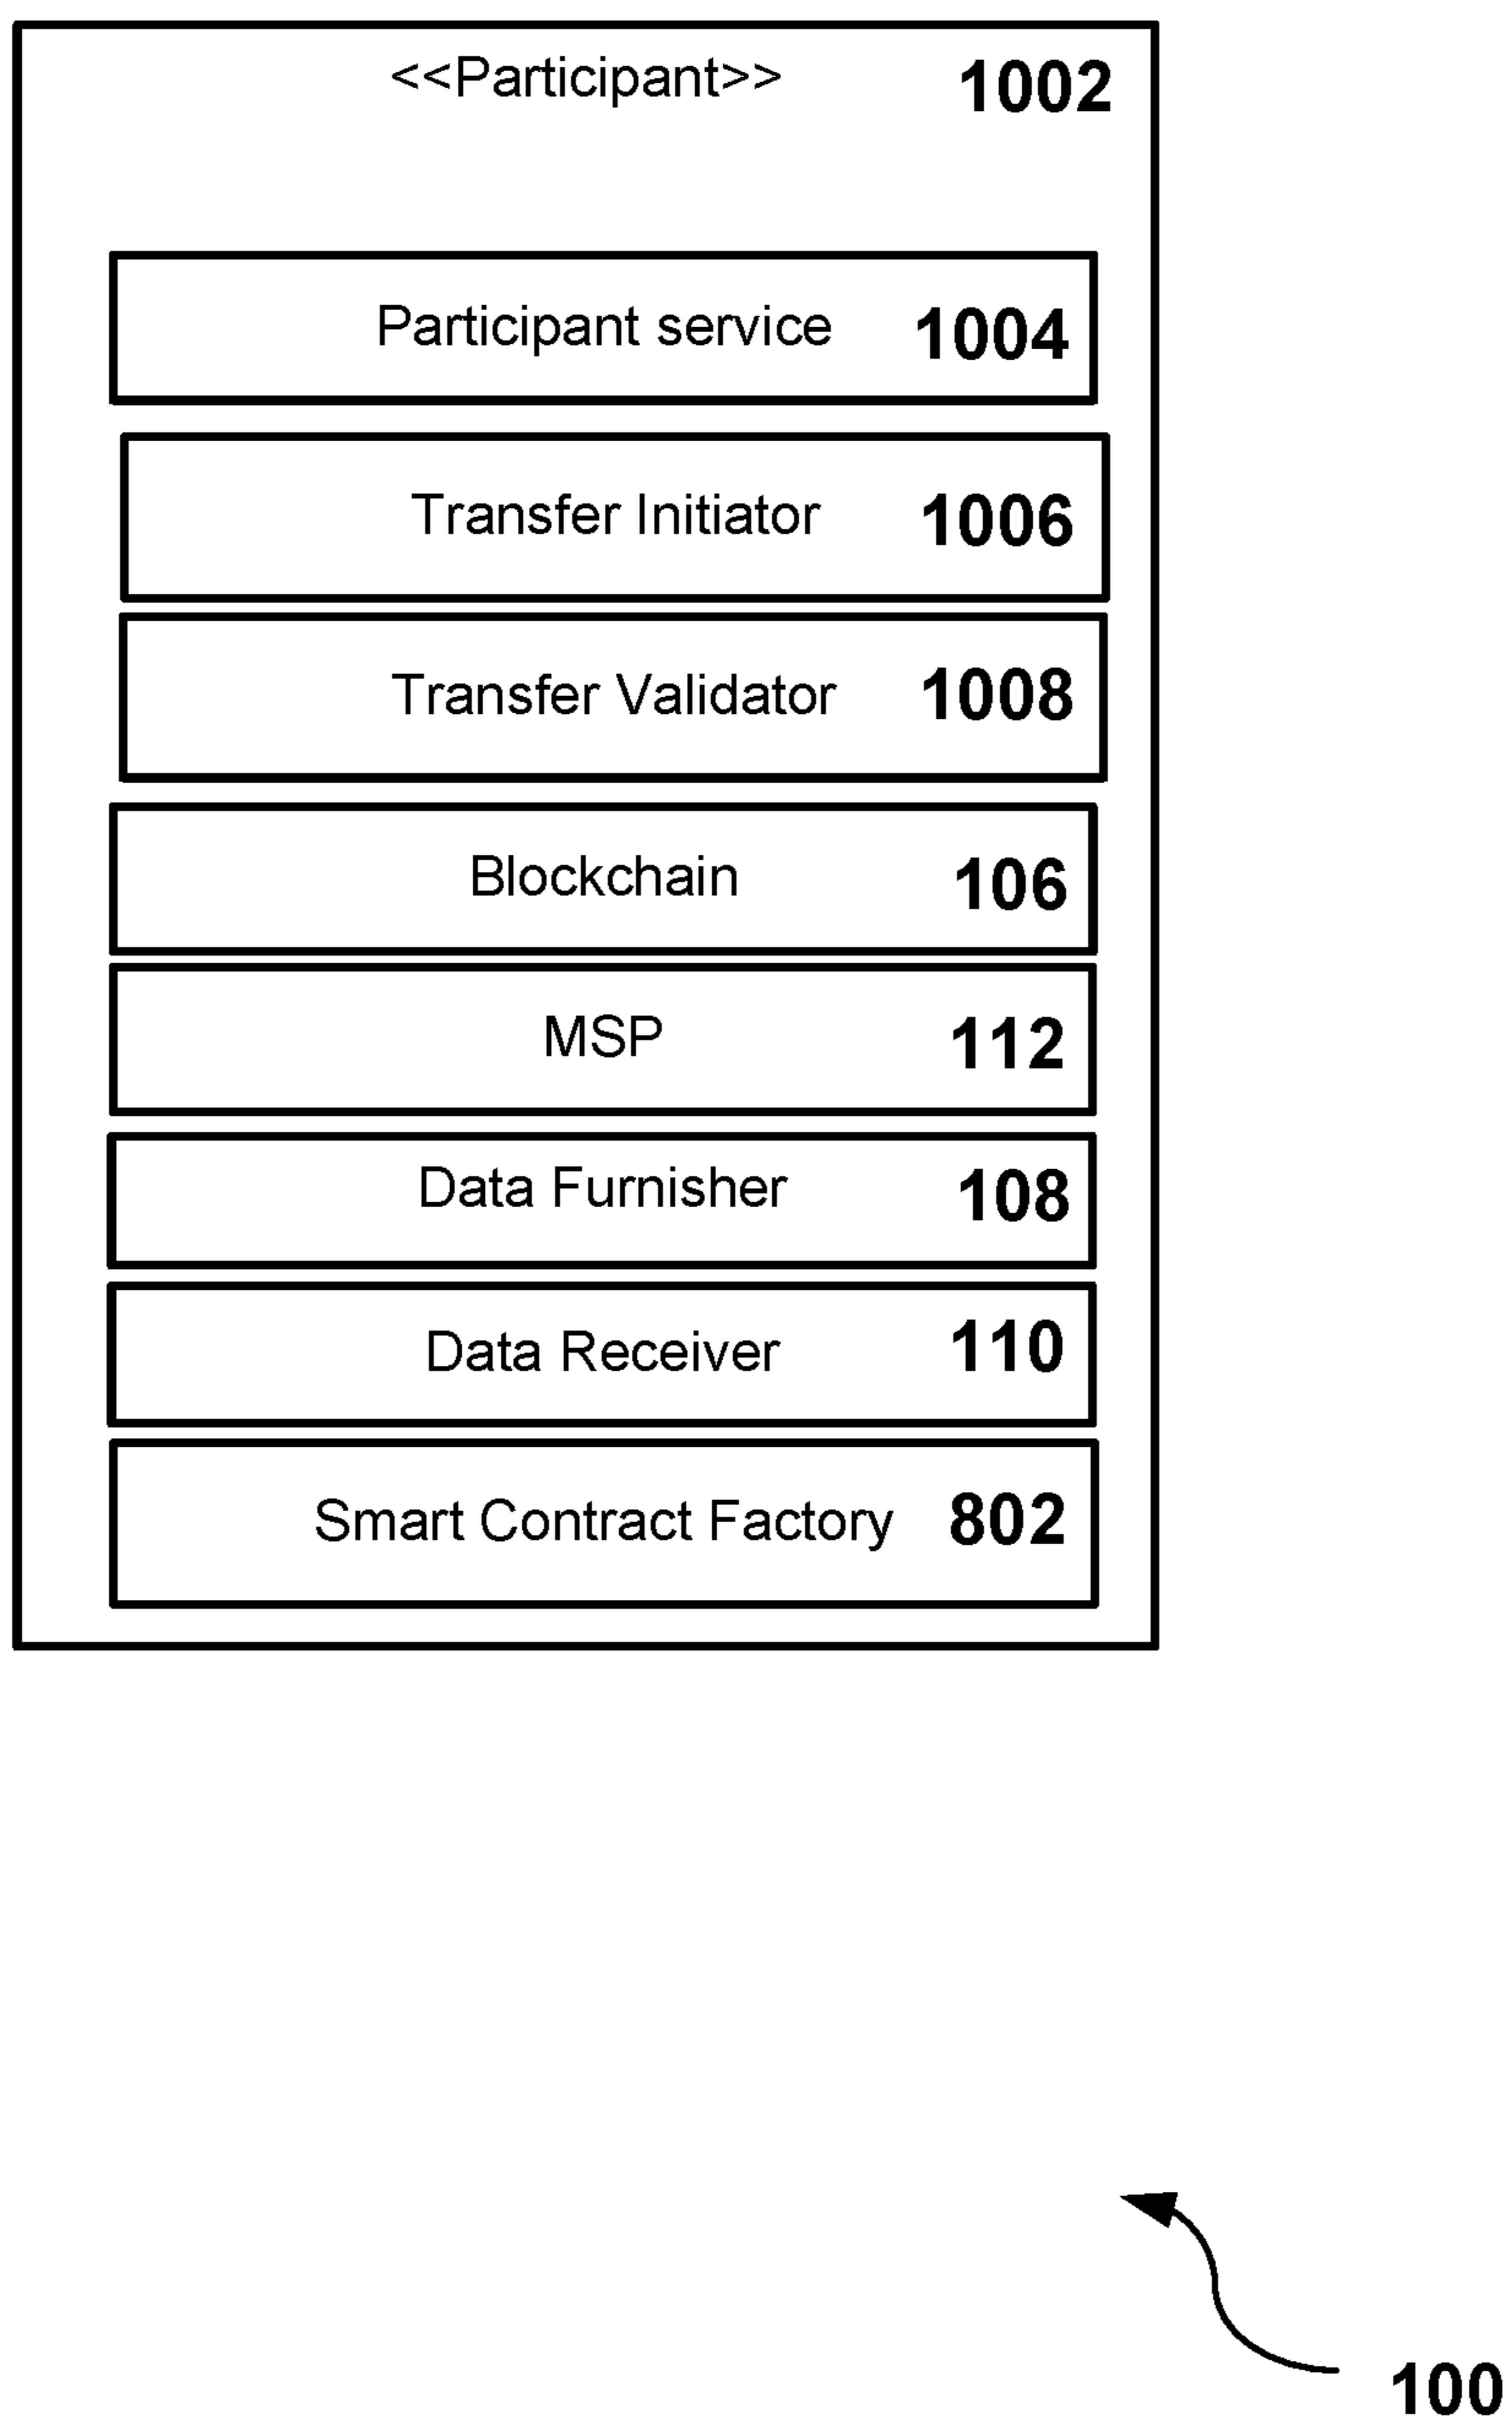 <<Participant>> 1002
Participant service 1004
Transfer Initiator 1006
Transfer Validator 1008
Blockchain 106
MSP 112
Data Furnisher 108
Data Receiver 110
Smart Contract Factory 802
100